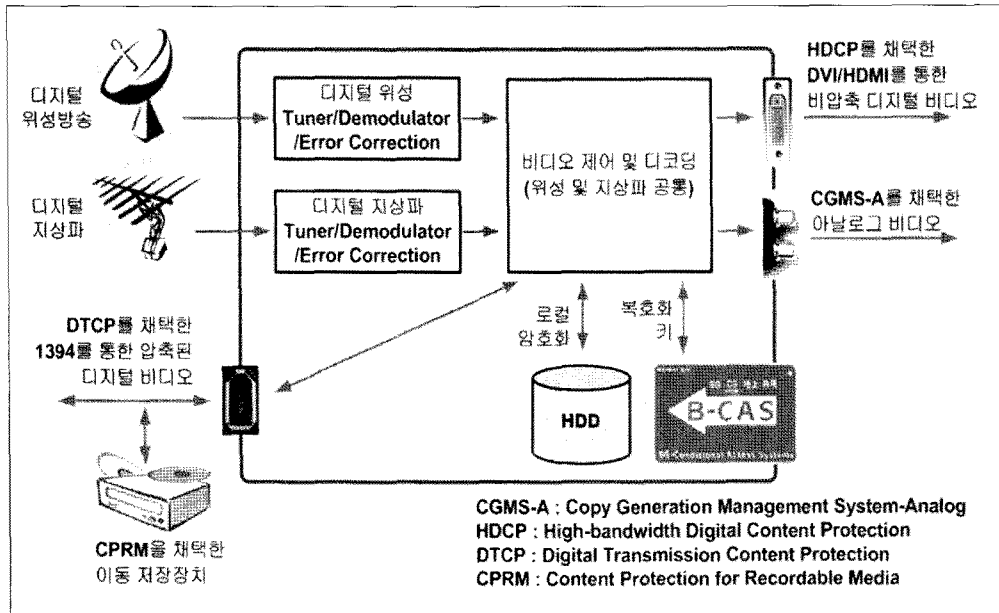 디지털
위성방송
디지털 위성
Tuner/Demodulator
/Error Correction
HDCP를 채택한
DVI/HDMI를 통한
비압축 디지털 비디오
비디오 제어 및 디코딩
(위성 및 지상파 공통)
디지털
지상파
디지털 지상파
Tuner/Demodulator
/Error Correction
CGMS-A를 채택한
아날로그 비디오
DTCP를 채택한
1394를 통한 압축된
디지털 비디오
로컬
암호화
복호화
키
HDD
B-CAS
CPRM을 채택한
이동 저장장치
CGMS-A : Copy Generation Management System-Analog
HDCP : High-bandwidth Digital Content Protection
DTCP : Digital Transmission Content Protection
CPRM : Content Protection for Recordable Media